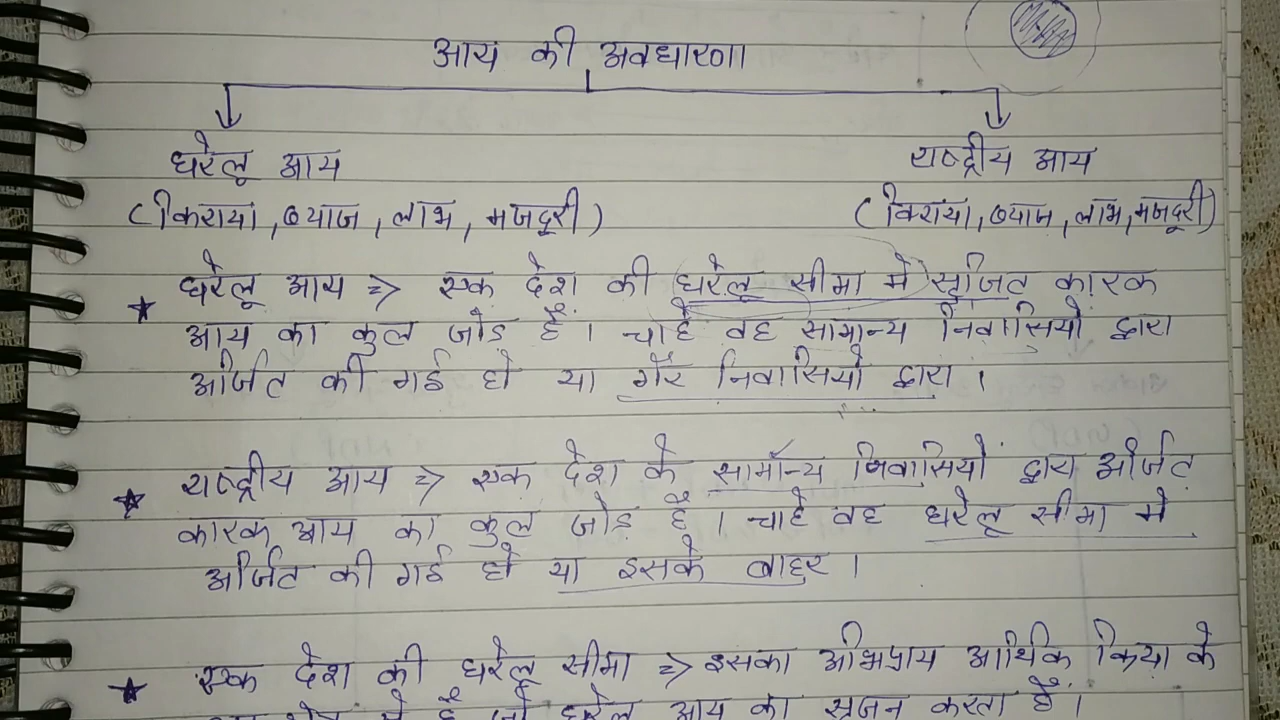 आय की अवधारणा
घरेलू आय राष्ट्रीय आय
(किराया, ब्याज, लाभ, मजदूरी) (किराया, ब्याज, लाभ, मजदूरी)
★ घरेलू आय => एक देश की (घरेलू सीमा में) सृजित कारक
आय का कुल जोड है। चाहे वह सामान्य निवासियो द्वारा
अर्जित की गई हो या गैर निवासियो द्वारा।
★ राष्ट्रीय आय => एक देश के सामान्य निवासियों द्वारा अर्जित
कारक आय का कुल जोड़ है। चाहे वह घरेलू सीमा मे
अर्जित की गई हो या इसके बाहर।
★ एक देश की घरेलू सीमा => इसका अभिप्राय आर्थिक क्रिया के
है जो घरेलू आय का सृजन करता है।